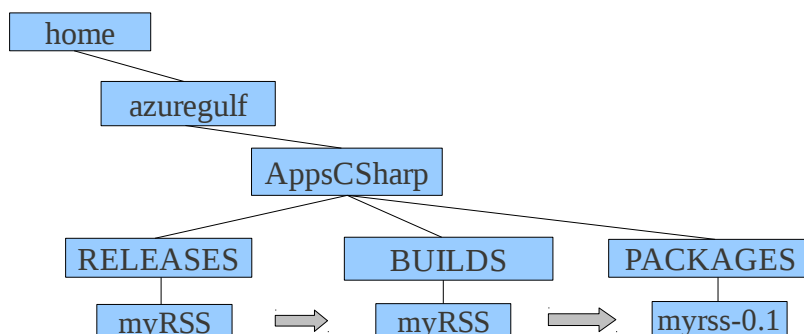 home
azuregulf
AppsCSharp
RELEASES
BUILDS
PACKAGES
myRSS
myRSS
myrss-0.1